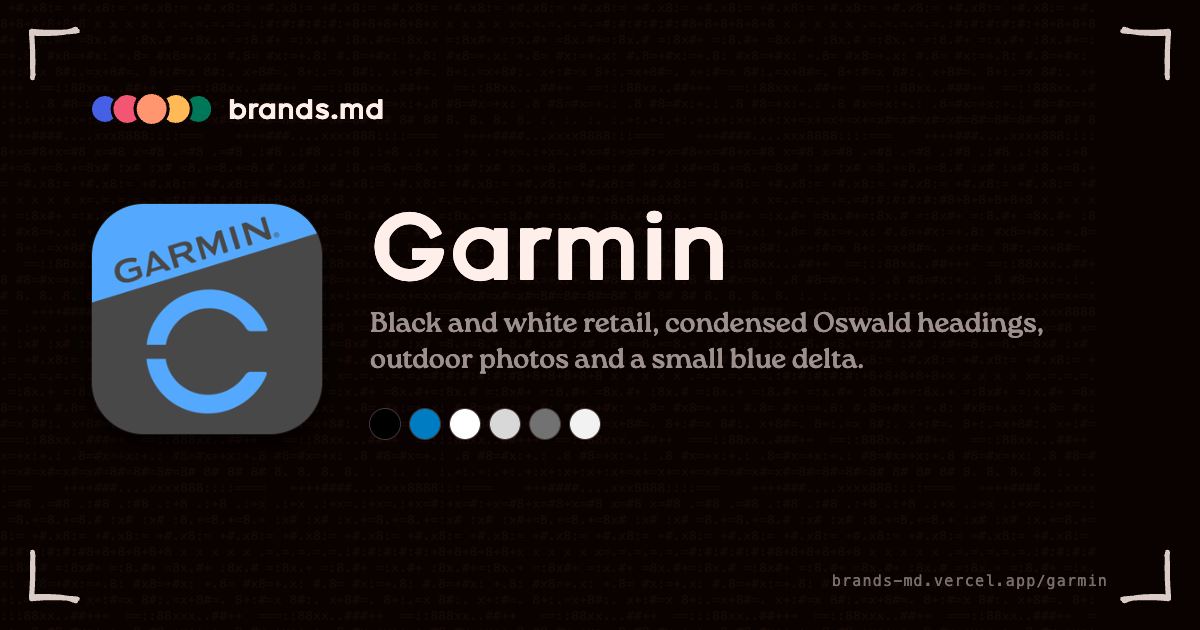 brands.md
GARMIN
Garmin
Black and white retail, condensed Oswald headings,
outdoor photos and a small blue delta.
brands-md.vercel.app/garmin